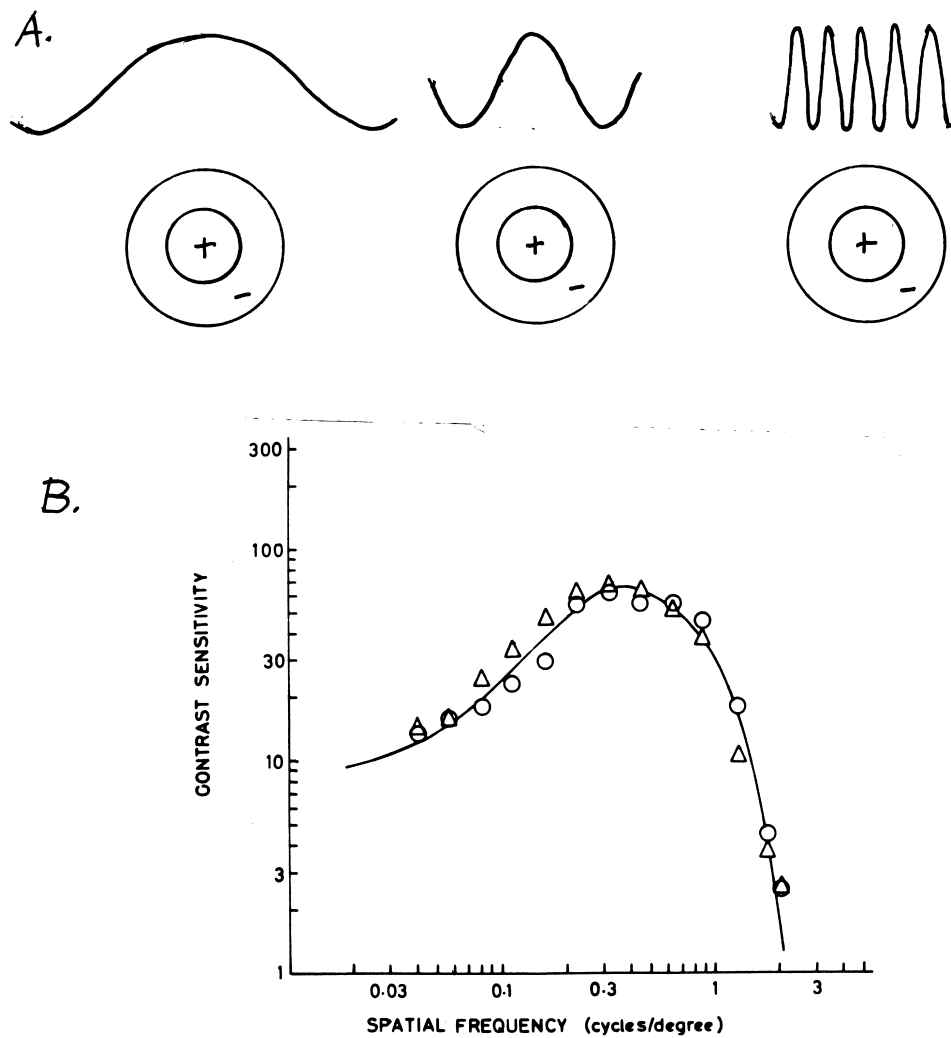 A.
+ + +
− − −
B.
300
100
30
10
3
1
CONTRAST SENSITIVITY
0·03 0·1 0·3 1 3
SPATIAL FREQUENCY (cycles/degree)